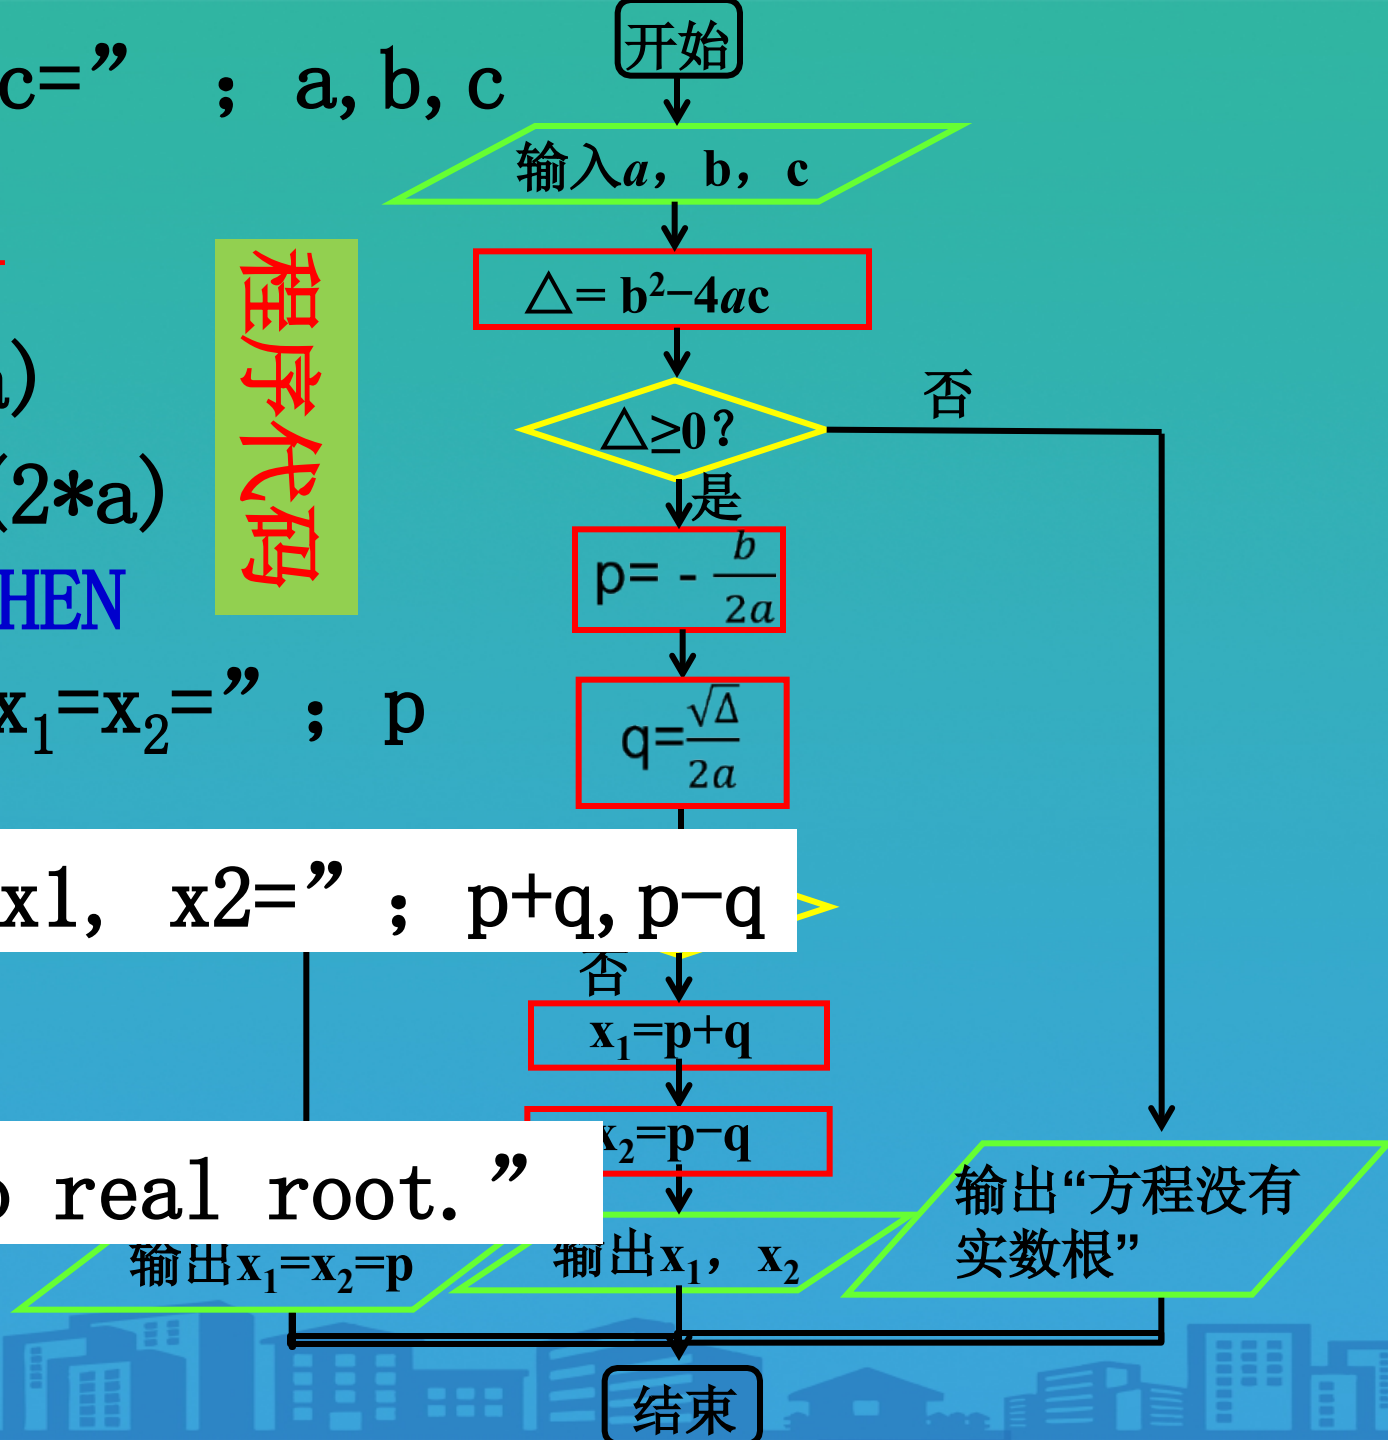 c=” ；a,b,c
a)
(2*a)
HEN
x₁=x₂=”；p
x1, x2=”；p+q,p−q
real root.”
程序代码
开始
输入a，b，c
△= b²−4ac
△≥0？
否
是
p= - b/2a
q=√Δ/2a
否
x₁=p+q
x₂=p−q
输出x₁=x₂=p
输出x₁，x₂
输出“方程没有
实数根”
结束